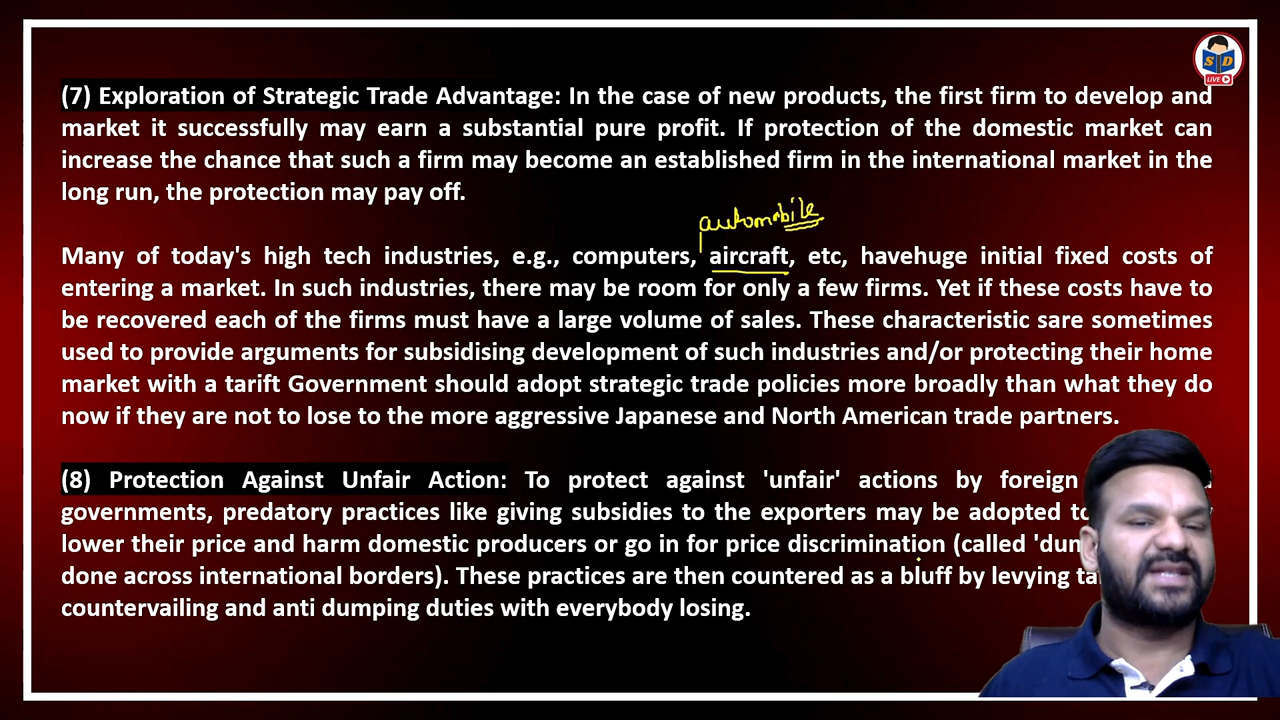 S D
LIVE
(7) Exploration of Strategic Trade Advantage: In the case of new products, the first firm to develop and
market it successfully may earn a substantial pure profit. If protection of the domestic market can
increase the chance that such a firm may become an established firm in the international market in the
long run, the protection may pay off.
automobile
Many of today's high tech industries, e.g., computers, aircraft, etc, havehuge initial fixed costs of
entering a market. In such industries, there may be room for only a few firms. Yet if these costs have to
be recovered each of the firms must have a large volume of sales. These characteristic sare sometimes
used to provide arguments for subsidising development of such industries and/or protecting their home
market with a tarift Government should adopt strategic trade policies more broadly than what they do
now if they are not to lose to the more aggressive Japanese and North American trade partners.
(8) Protection Against Unfair Action: To protect against 'unfair' actions by foreign
governments, predatory practices like giving subsidies to the exporters may be adopted
lower their price and harm domestic producers or go in for price discrimination (called
done across international borders). These practices are then countered as a bluff by levying
countervailing and anti dumping duties with everybody losing.